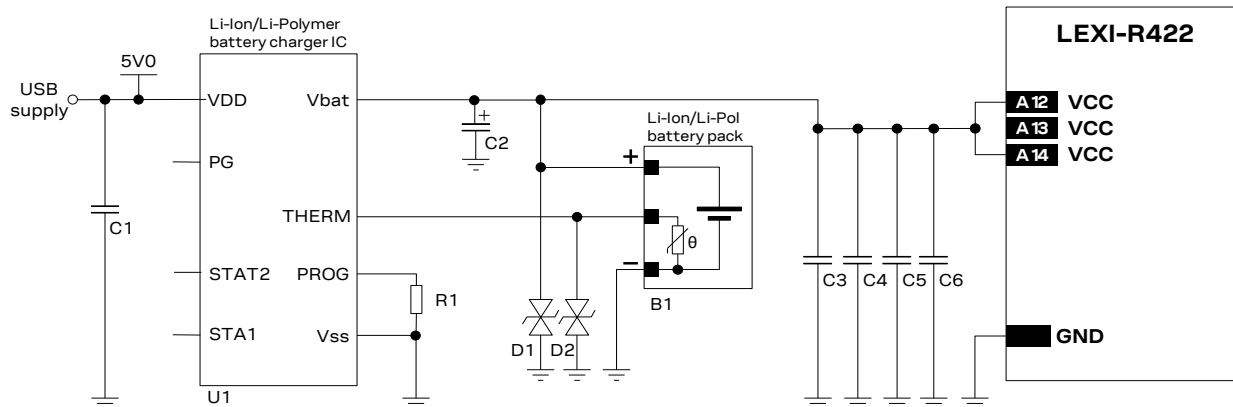 Li-Ion/Li-Polymer
battery charger IC
LEXI-R422
5V0
USB
supply
VDD
Vbat
Li-Ion/Li-Pol
battery pack
A12 VCC
A13 VCC
A14 VCC
+
C2
PG
+
C1
THERM
θ
–
STAT2
PROG
B1
C3
C4
C5
C6
R1
STA1
Vss
D1
D2
GND
U1